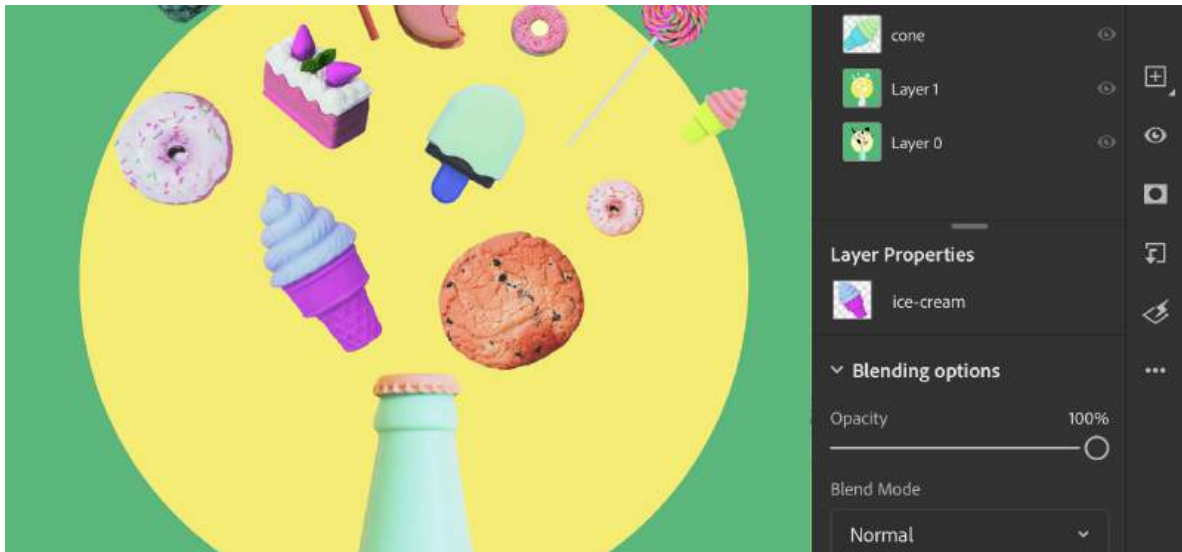 cone
Layer 1
Layer 0
Layer Properties
ice-cream
Blending options
Opacity 100%
Blend Mode
Normal